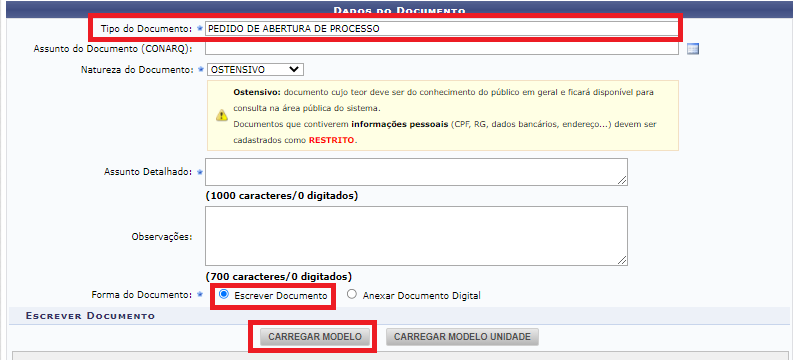 DADOS DO DOCUMENTO
Tipo do Documento: * PEDIDO DE ABERTURA DE PROCESSO
Assunto do Documento (CONARQ):
Natureza do Documento: * OSTENSIVO
Ostensivo: documento cujo teor deve ser do conhecimento do público em geral e ficará disponível para
consulta na área pública do sistema.
Documentos que contiverem informações pessoais (CPF, RG, dados bancários, endereço...) devem ser
cadastrados como RESTRITO.
Assunto Detalhado: *
(1000 caracteres/0 digitados)
Observações:
(700 caracteres/0 digitados)
Forma do Documento: * Escrever Documento Anexar Documento Digital
ESCREVER DOCUMENTO
CARREGAR MODELO CARREGAR MODELO UNIDADE